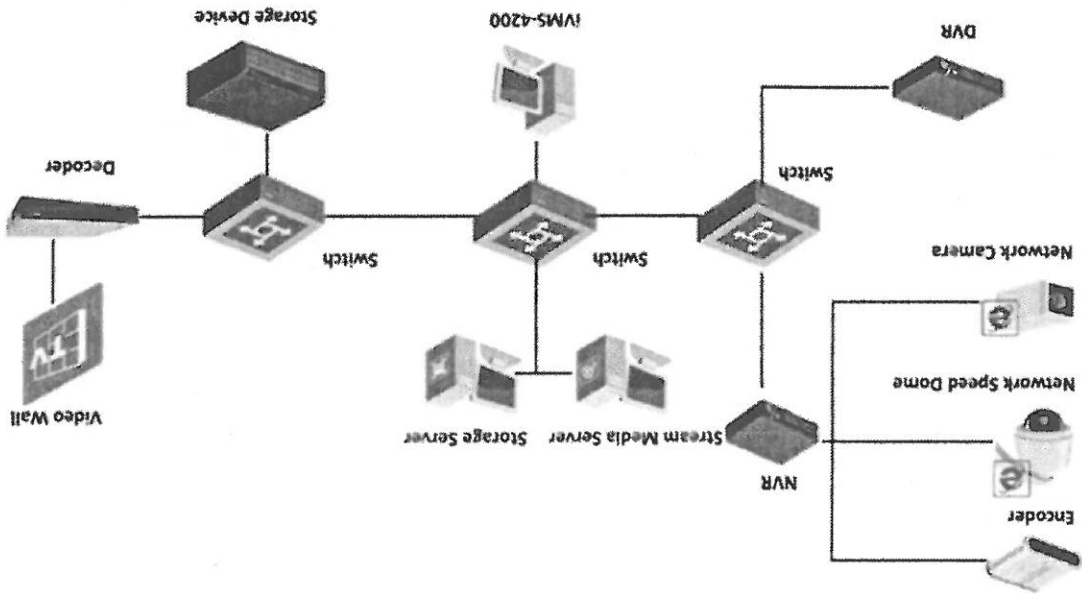 Encoder
Network Speed Dome
Network Camera
NVR
DVR
Switch
Stream Media Server
Storage Server
Switch
iVMS-4200
Switch
Storage Device
Video Wall
TV
Decoder